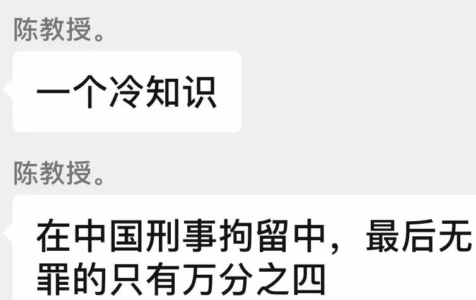 陈教授。
一个冷知识
陈教授。
在中国刑事拘留中，最后无
罪的只有万分之四